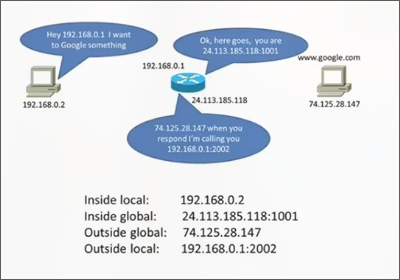 Hey 192.168.0.1 I want
to Google something
Ok, here goes, you are
24.113.185.118:1001
192.168.0.1
www.google.com
192.168.0.2
24.113.185.118
74.125.28.147
74.125.28.147 when you
respond I'm calling you
192.168.0.1:2002
Inside local: 192.168.0.2
Inside global: 24.113.185.118:1001
Outside global: 74.125.28.147
Outside local: 192.168.0.1:2002